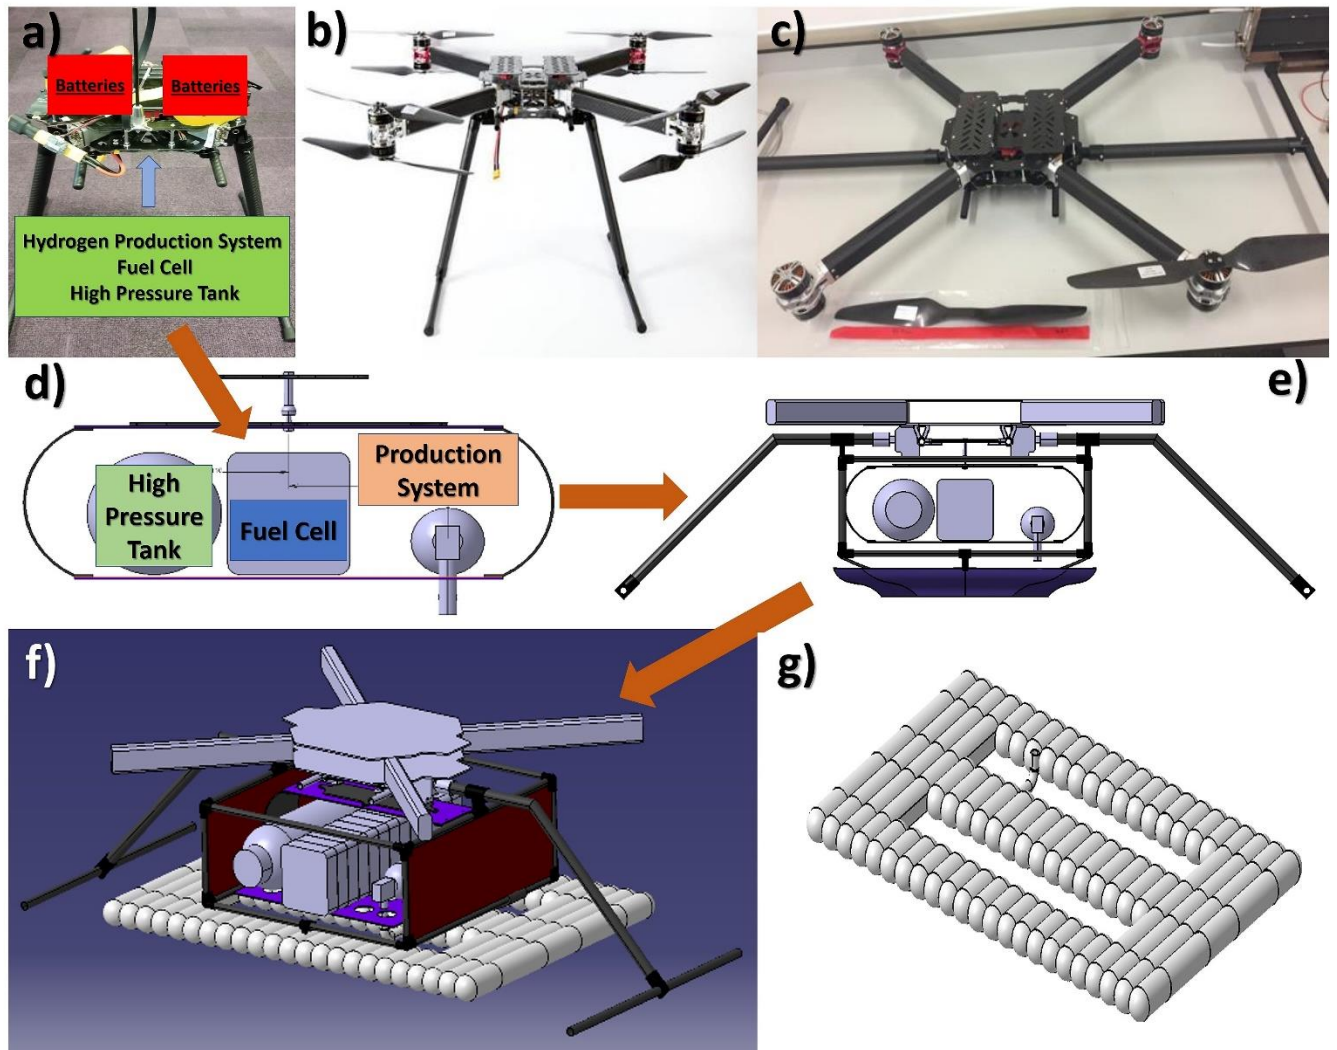 a)
Batteries
Batteries
Hydrogen Production System
Fuel Cell
High Pressure Tank
b)
c)
d)
High
Pressure
Tank
Fuel Cell
Production
System
e)
f)
g)